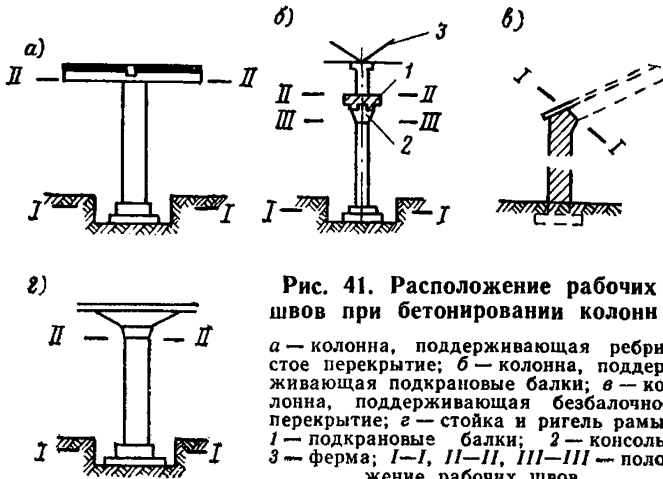 а)
II II
I I
б)
3
1
II II
III III
2
I I
в)
I
I
г)
II II
I I
Рис. 41. Расположение рабочих
швов при бетонировании колонн
а — колонна, поддерживающая ребри
стое перекрытие; б — колонна, поддер
живающая подкрановые балки; в — ко
лонна, поддерживающая безбалочно
перекрытие; г — стойка и ригель рамы
1 — подкрановые балки; 2 — консоль
3 — ферма; I—I, II—II, III—III — поло
жение рабочих швов